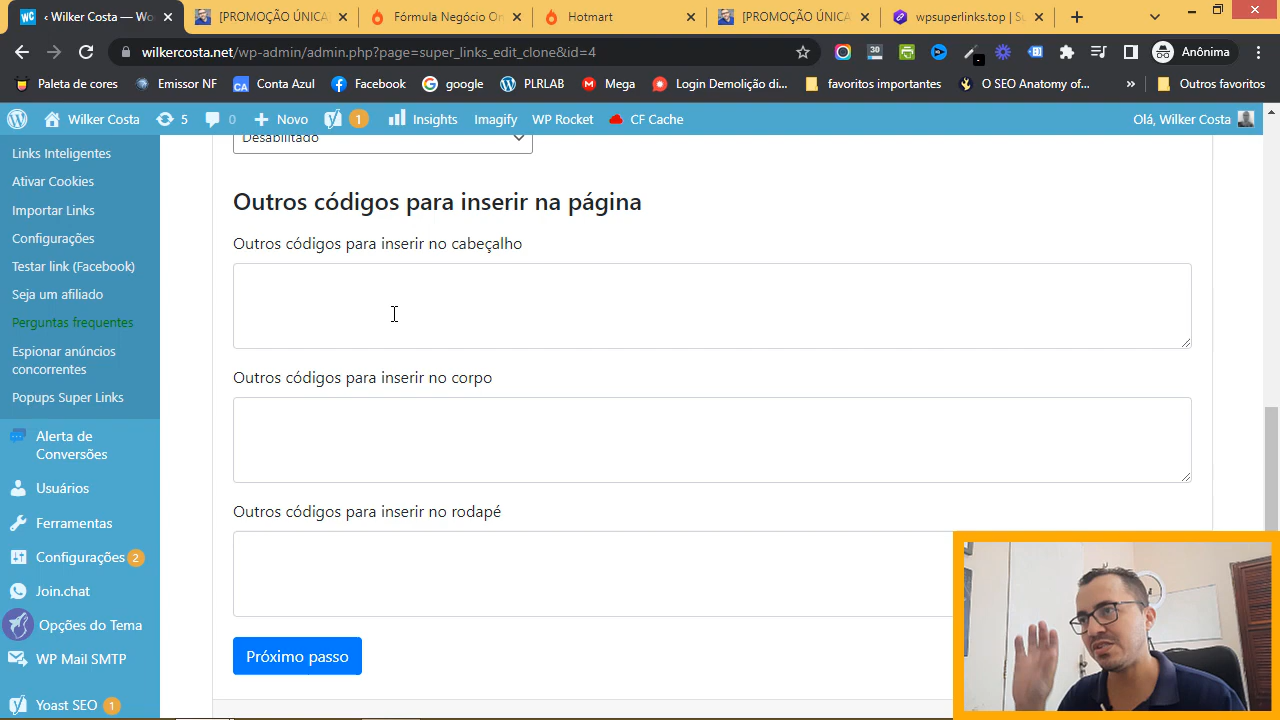 ‹ Wilker Costa — Wo
[PROMOÇÃO ÚNICA
Fórmula Negócio On
Hotmart
[PROMOÇÃO ÚNICA
wpsuperlinks.top | Su
wilkercosta.net/wp-admin/admin.php?page=super_links_edit_clone&id=4
30
Anônima
Paleta de cores
Emissor NF
CA
Conta Azul
Facebook
google
PLRLAB
Mega
Login Demolição di...
favoritos importantes
O SEO Anatomy of...
»
Outros favoritos
Wilker Costa
5
0
Novo
1
Insights
Imagify
WP Rocket
CF Cache
Olá, Wilker Costa
Links Inteligentes
Ativar Cookies
Importar Links
Configurações
Testar link (Facebook)
Seja um afiliado
Perguntas frequentes
Espionar anúncios
concorrentes
Popups Super Links
Alerta de
Conversões
Usuários
Ferramentas
Configurações 2
Join.chat
Opções do Tema
WP Mail SMTP
Yoast SEO 1
Desabilitado
Outros códigos para inserir na página
Outros códigos para inserir no cabeçalho
Outros códigos para inserir no corpo
Outros códigos para inserir no rodapé
Próximo passo